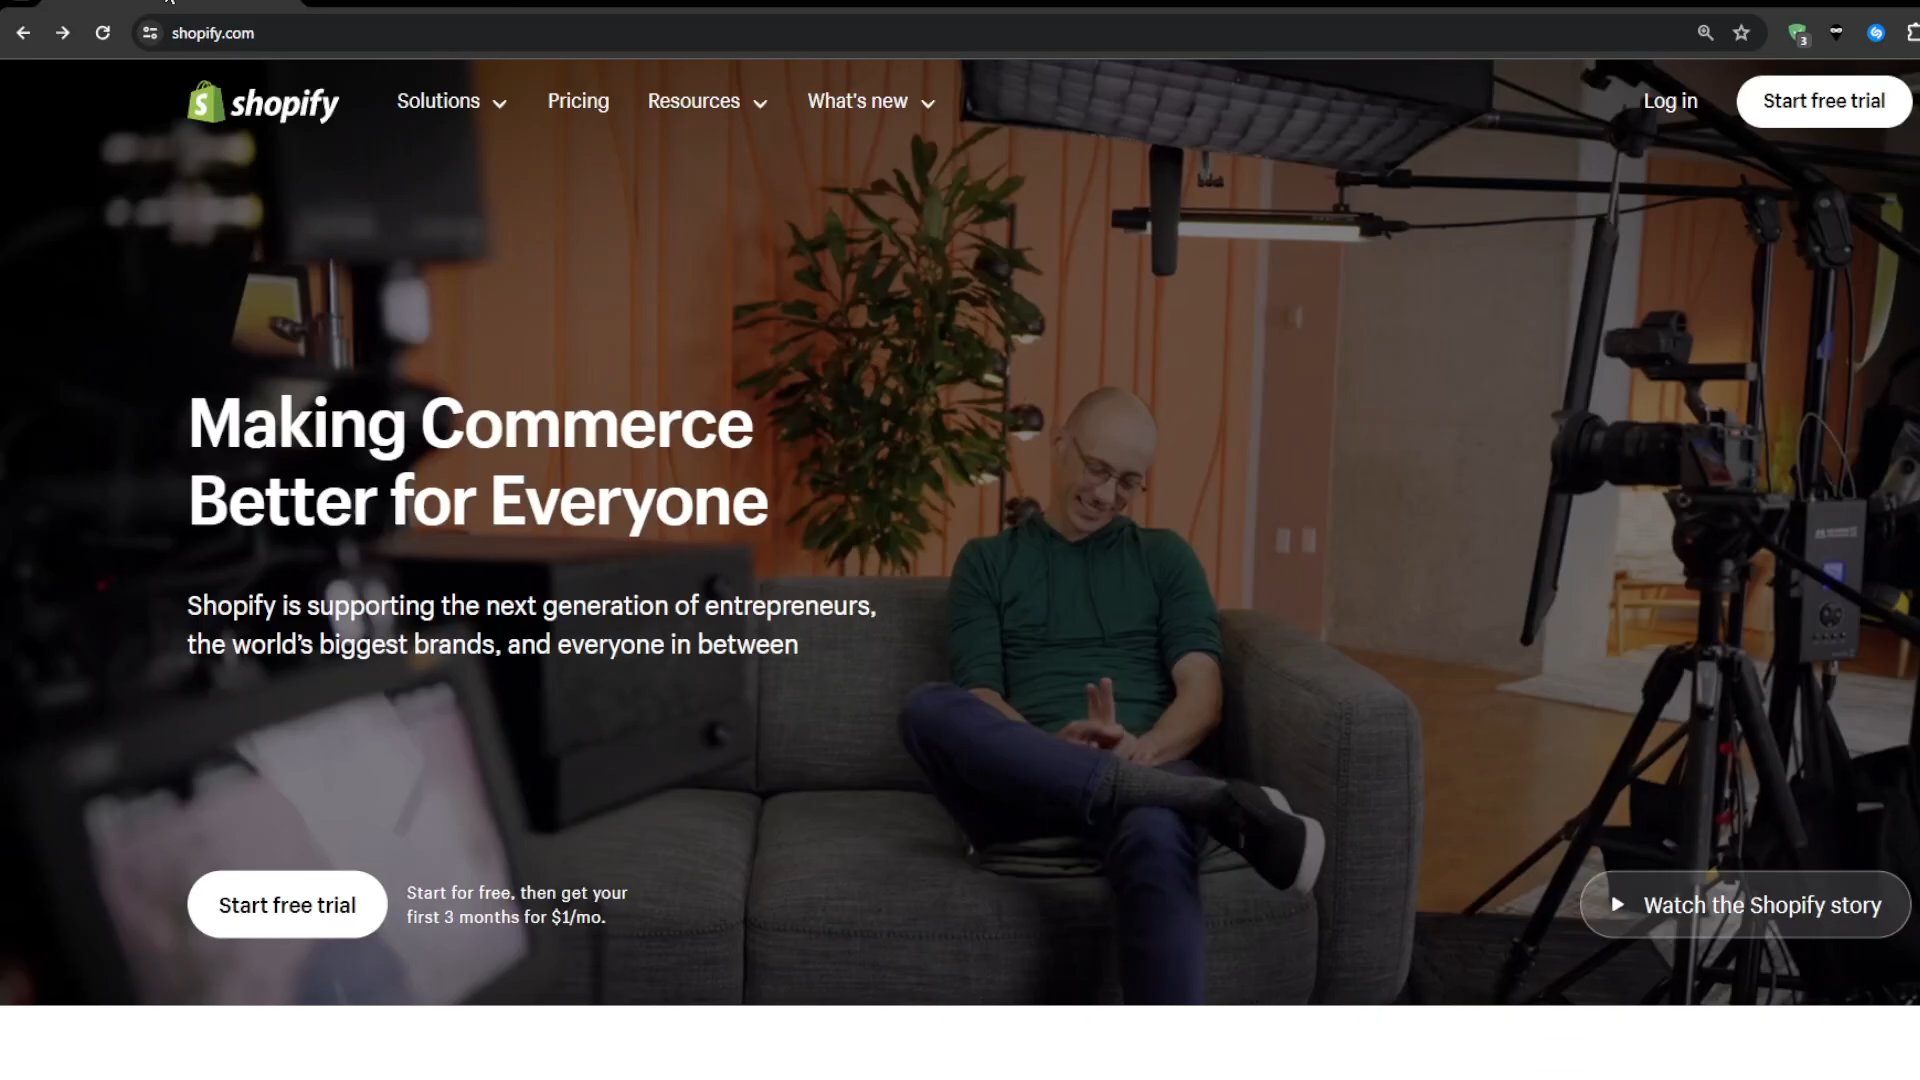 shopify.com
3
shopify
Solutions
Pricing
Resources
What's new
Log in
Start free trial
Making Commerce
Better for Everyone
Shopify is supporting the next generation of entrepreneurs,
the world’s biggest brands, and everyone in between
Start free trial
Start for free, then get your
first 3 months for $1/mo.
Watch the Shopify story